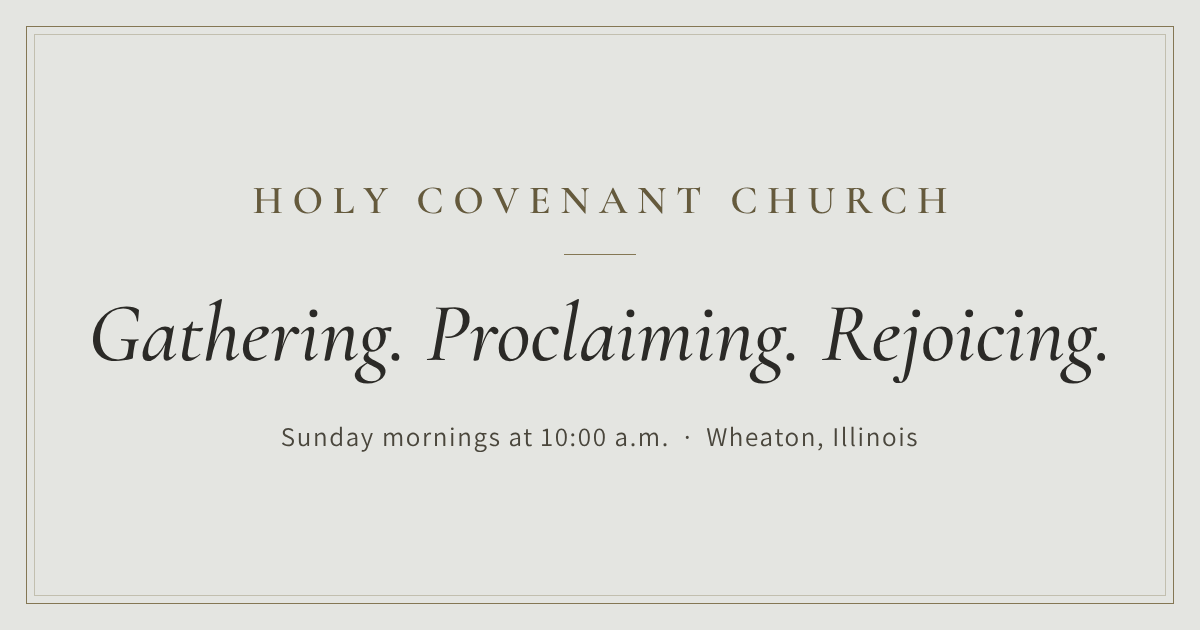 HOLY COVENANT CHURCH
Gathering. Proclaiming. Rejoicing.
Sunday mornings at 10:00 a.m. · Wheaton, Illinois